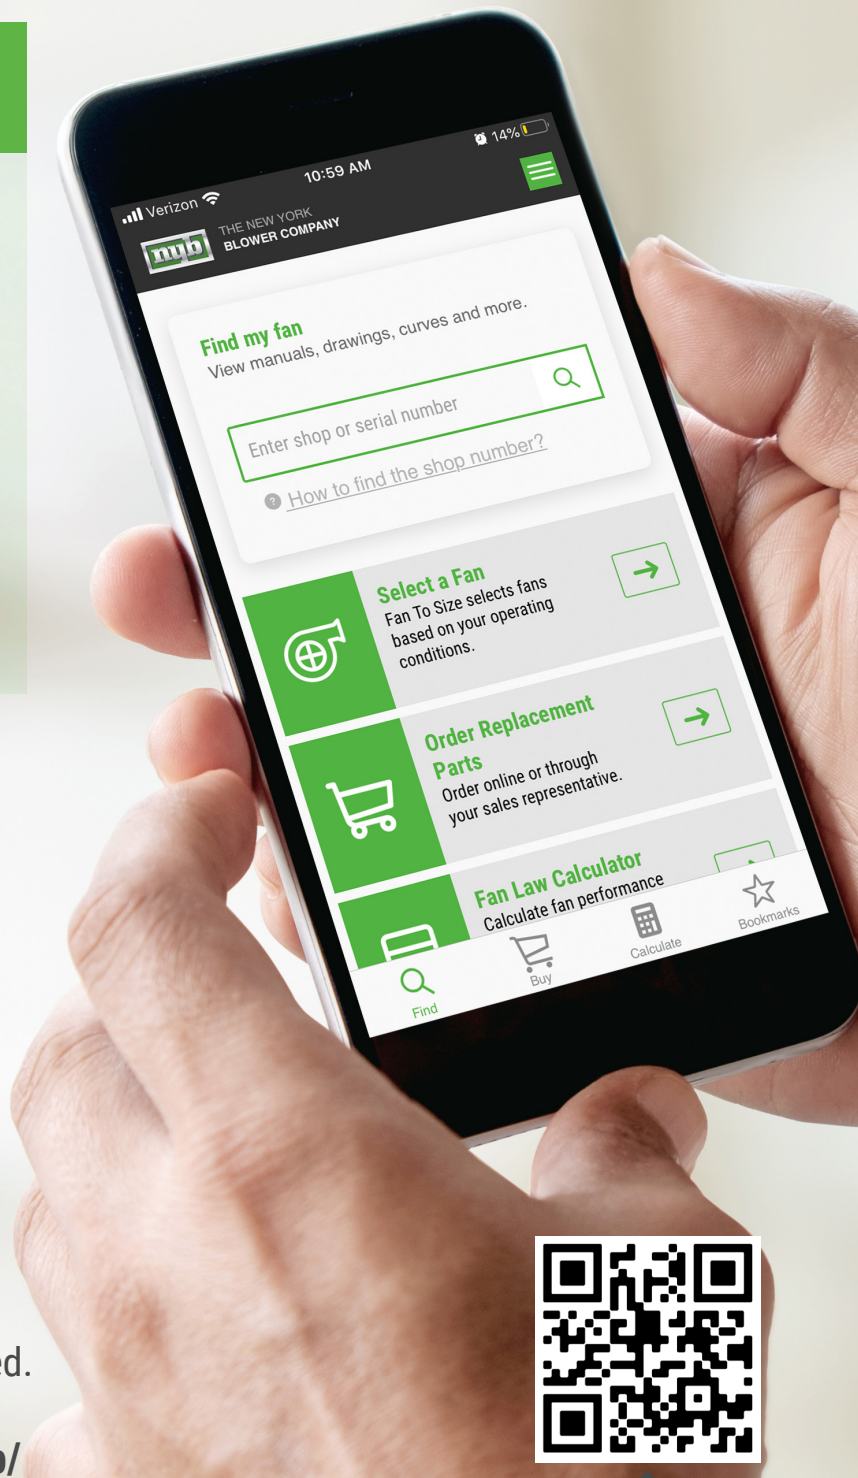 Verizon
10:59 AM
14%
nyb
THE NEW YORK
BLOWER COMPANY
Find my fan
View manuals, drawings, curves and more.
Enter shop or serial number
? How to find the shop number?
Select a Fan
Fan To Size selects fans
based on your operating
conditions.
Order Replacement
Parts
Order online or through
your sales representative.
Fan Law Calculator
Calculate fan performance
Find
Buy
Calculate
Bookmarks
ed.
/